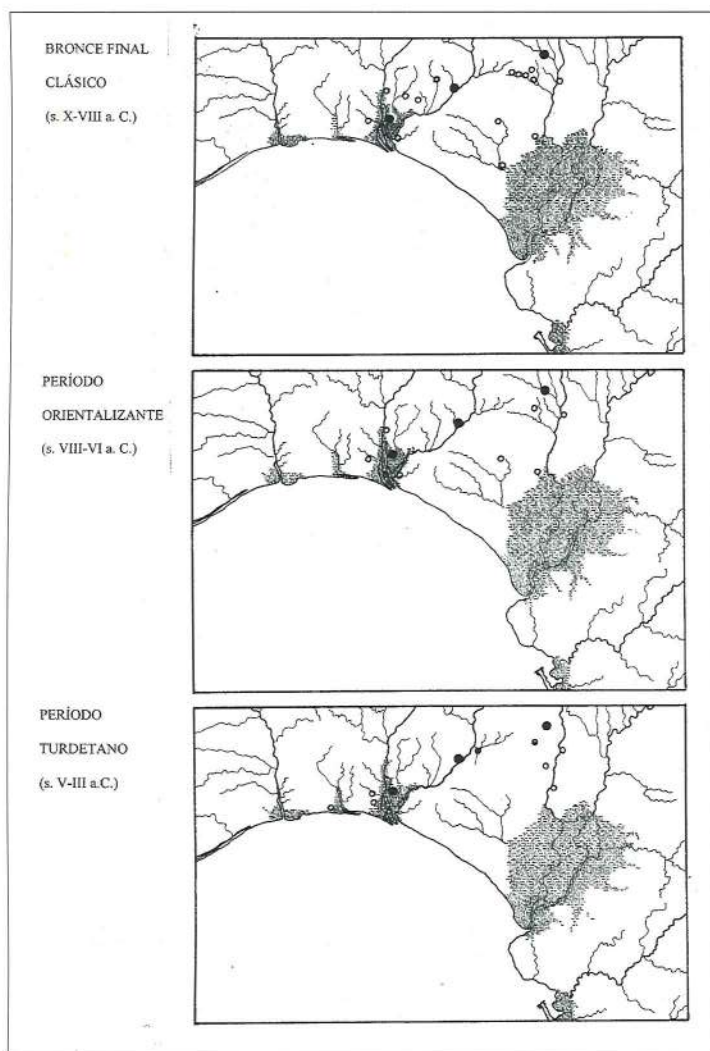 BRONCE FINAL
CLÁSICO
(s. X-VIII a. C.)
PERÍODO
ORIENTALIZANTE
(s. VIII-VI a. C.)
PERÍODO
TURDETANO
(s. V-III a.C.)